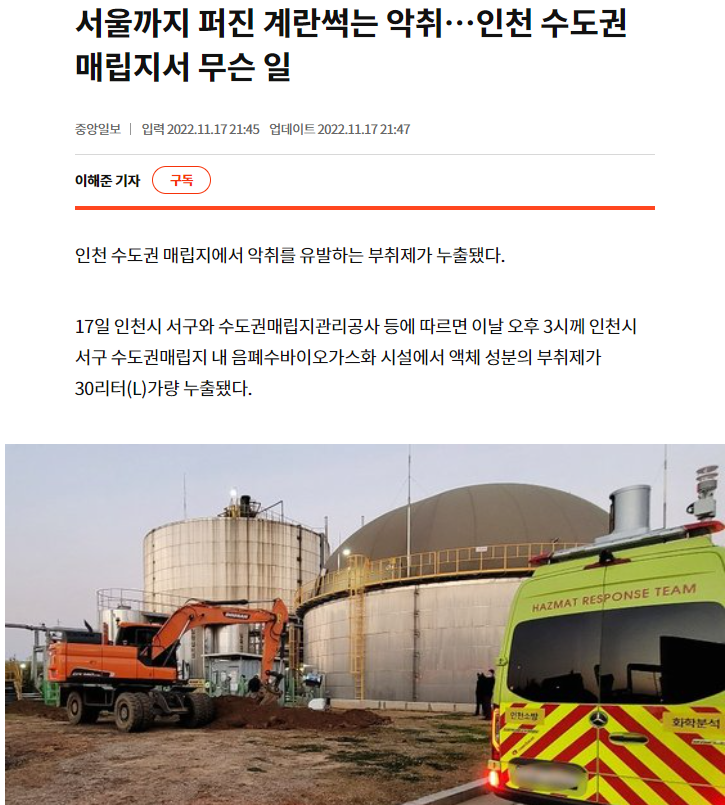 서울까지 퍼진 계란썩는 악취…인천 수도권
매립지서 무슨 일
중앙일보 | 입력 2022.11.17 21:45 업데이트 2022.11.17 21:47
이해준 기자 구독
인천 수도권 매립지에서 악취를 유발하는 부취제가 누출됐다.
17일 인천시 서구와 수도권매립지관리공사 등에 따르면 이날 오후 3시께 인천시
서구 수도권매립지 내 음폐수바이오가스화 시설에서 액체 성분의 부취제가
30리터(L)가량 누출됐다.
HAZMAT RESPONSE TEAM
인천소방
화학분석